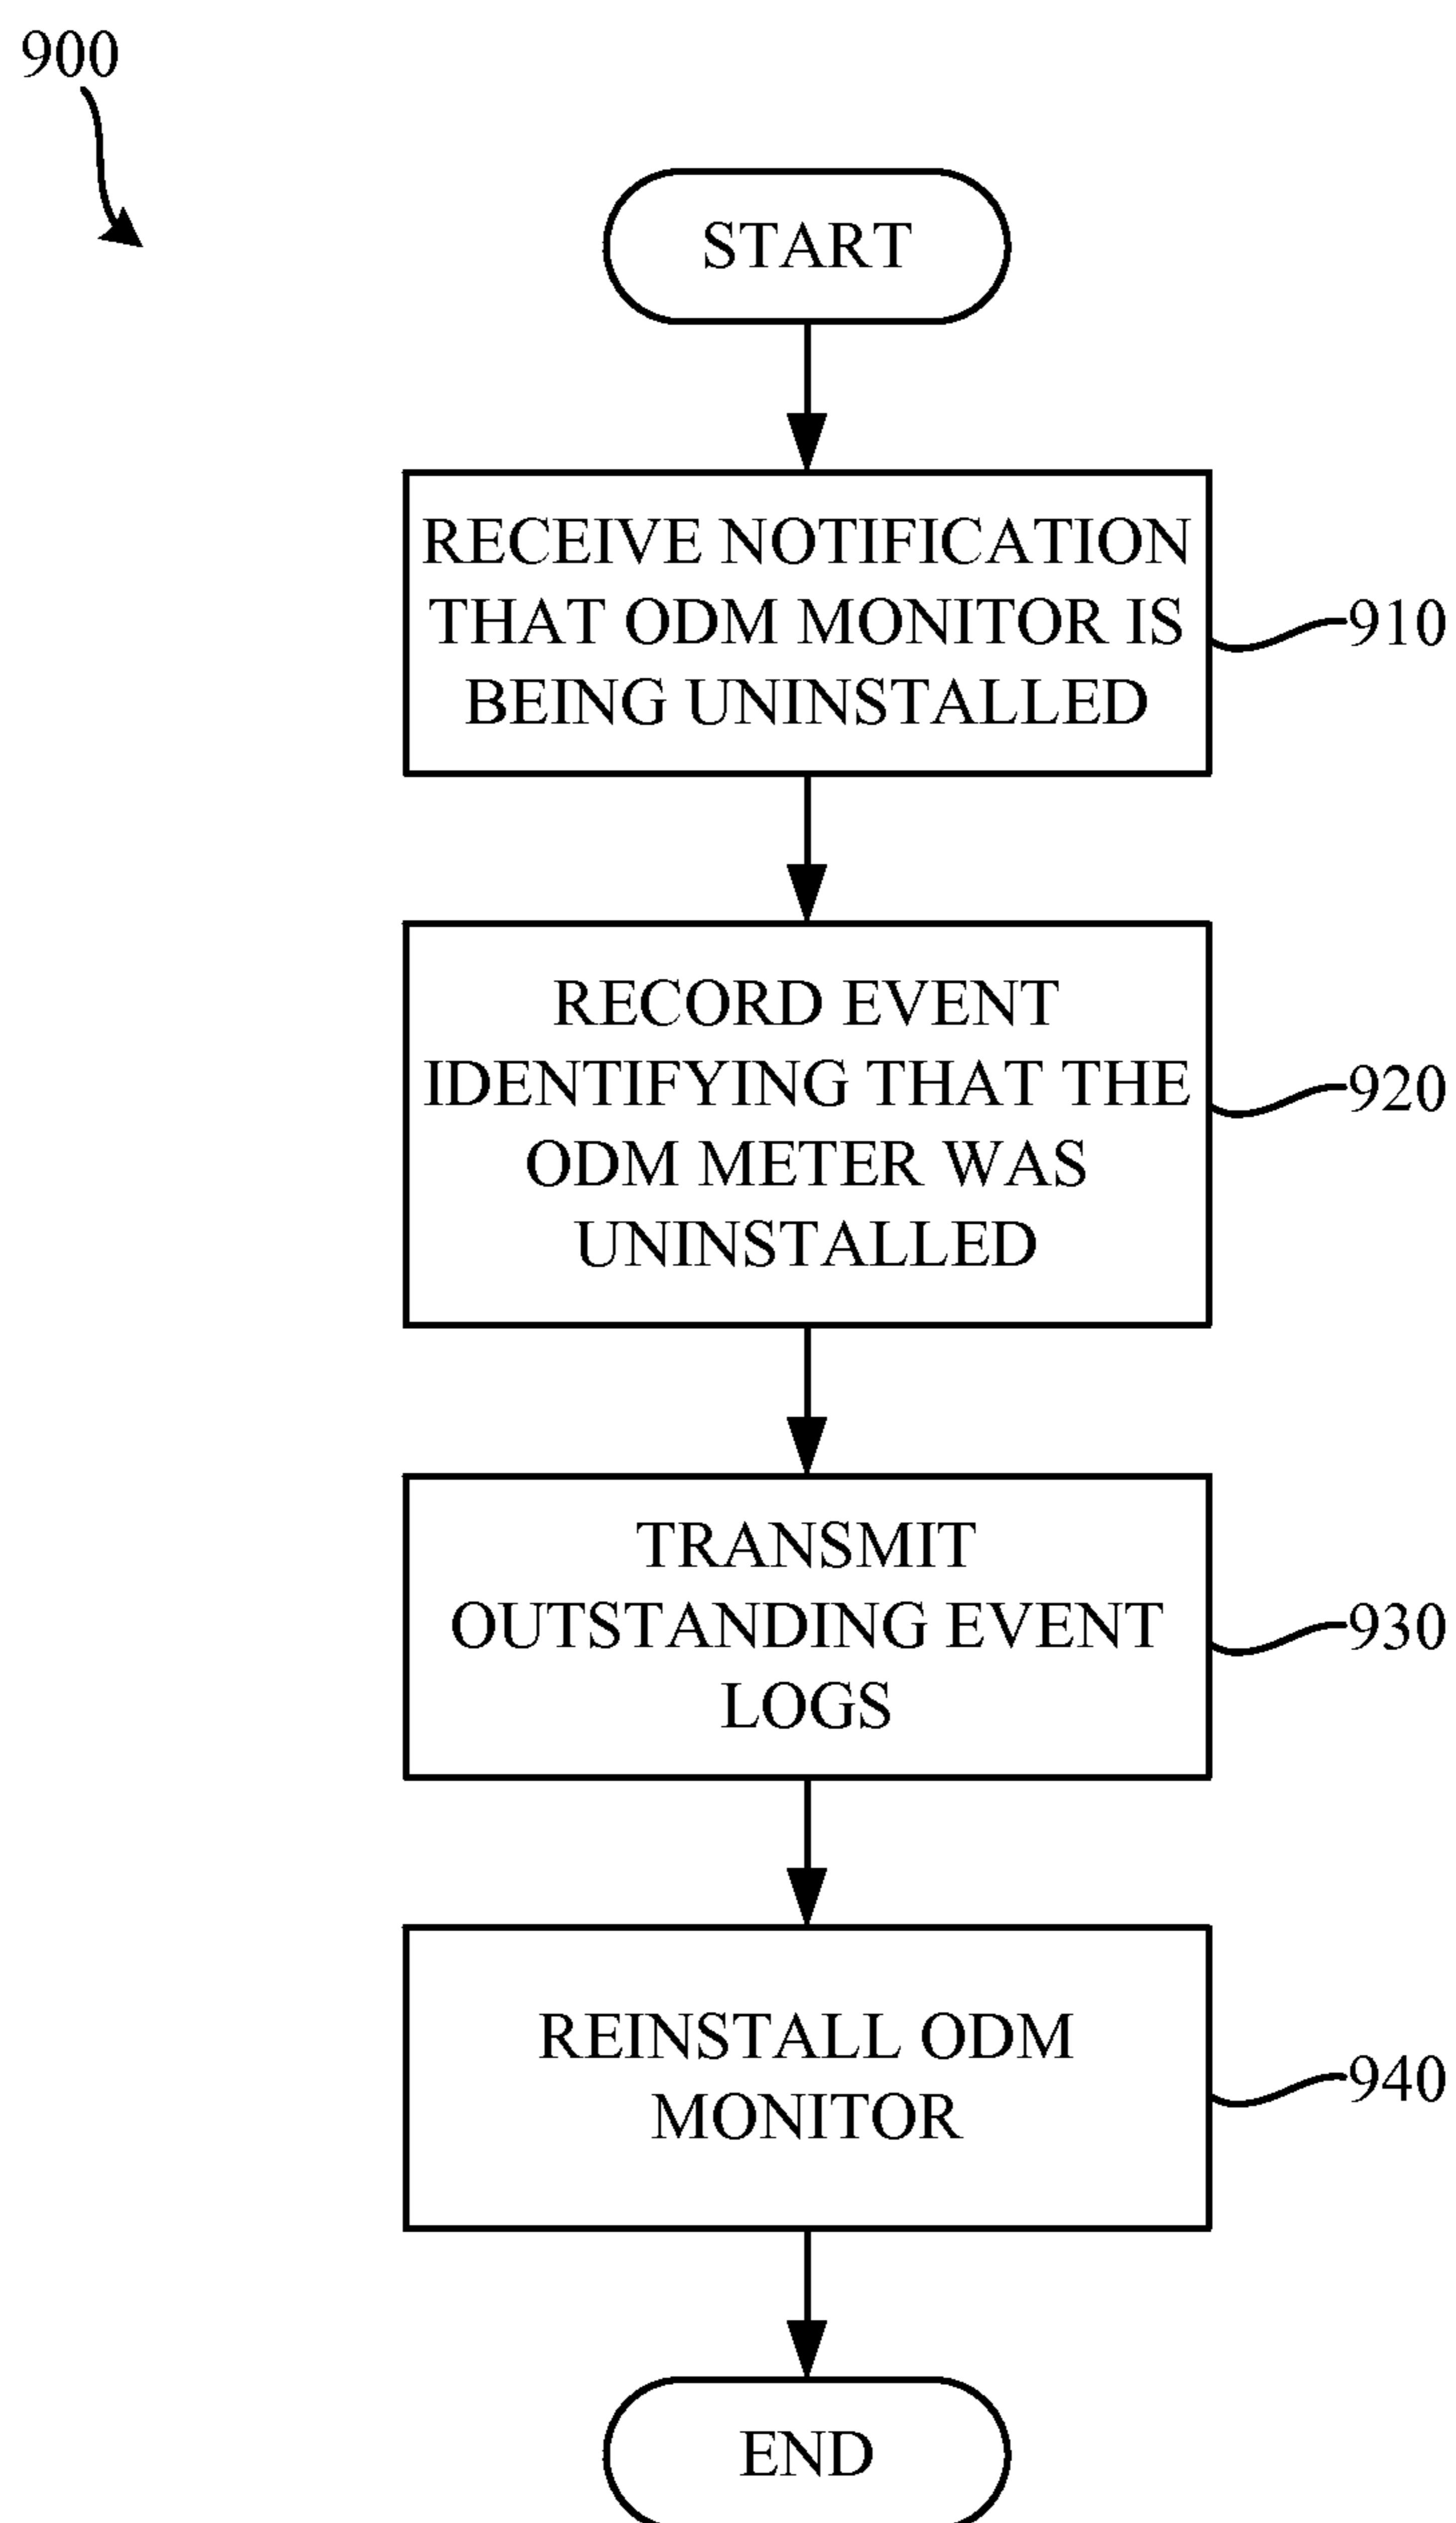 900
START
RECEIVE NOTIFICATION
THAT ODM MONITOR IS
BEING UNINSTALLED
910
RECORD EVENT
IDENTIFYING THAT THE
ODM METER WAS
UNINSTALLED
920
TRANSMIT
OUTSTANDING EVENT
LOGS
930
REINSTALL ODM
MONITOR
940
END